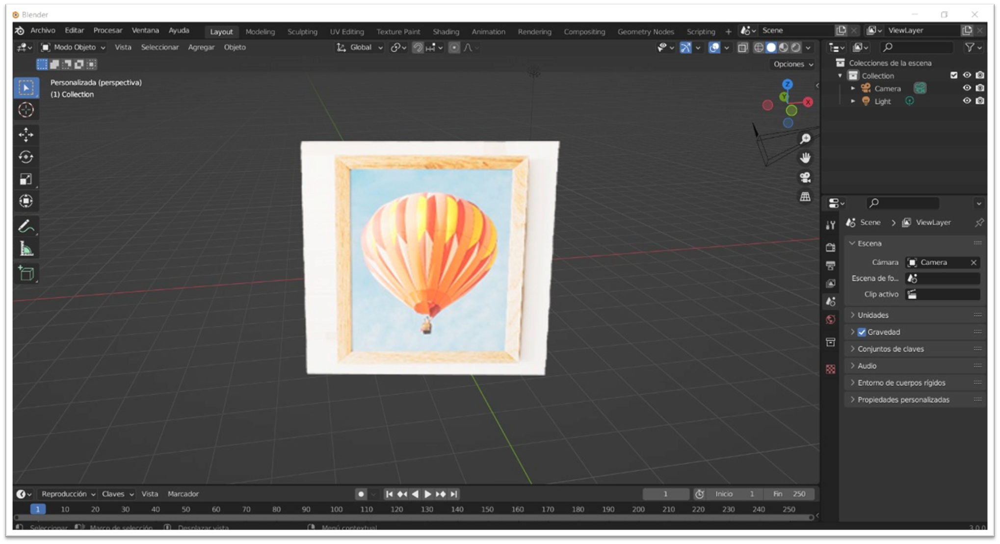 Blender
Archivo Editar Procesar Ventana Ayuda Layout Modeling Sculpting UV Editing Texture Paint Shading Animation Rendering Compositing Geometry Nodes Scripting + Scene ViewLayer
Modo Objeto Vista Seleccionar Agregar Objeto Global
Opciones
Colecciones de la escena
Collection
Camera
Light
Personalizada (perspectiva)
(1) Collection
Z
Y
X
Scene > ViewLayer
Escena
Cámara Camera
Escena de fo...
Clip activo
Unidades
Gravedad
Conjuntos de claves
Audio
Entorno de cuerpos rígidos
Propiedades personalizadas
Reproducción Claves Vista Marcador 1 Inicio 1 Fin 250
1 10 20 30 40 50 60 70 80 90 100 110 120 130 140 150 160 170 180 190 200 210 220 230 240 250
Seleccionar Marco de selección Desplazar vista Menú contextual 3.0.0